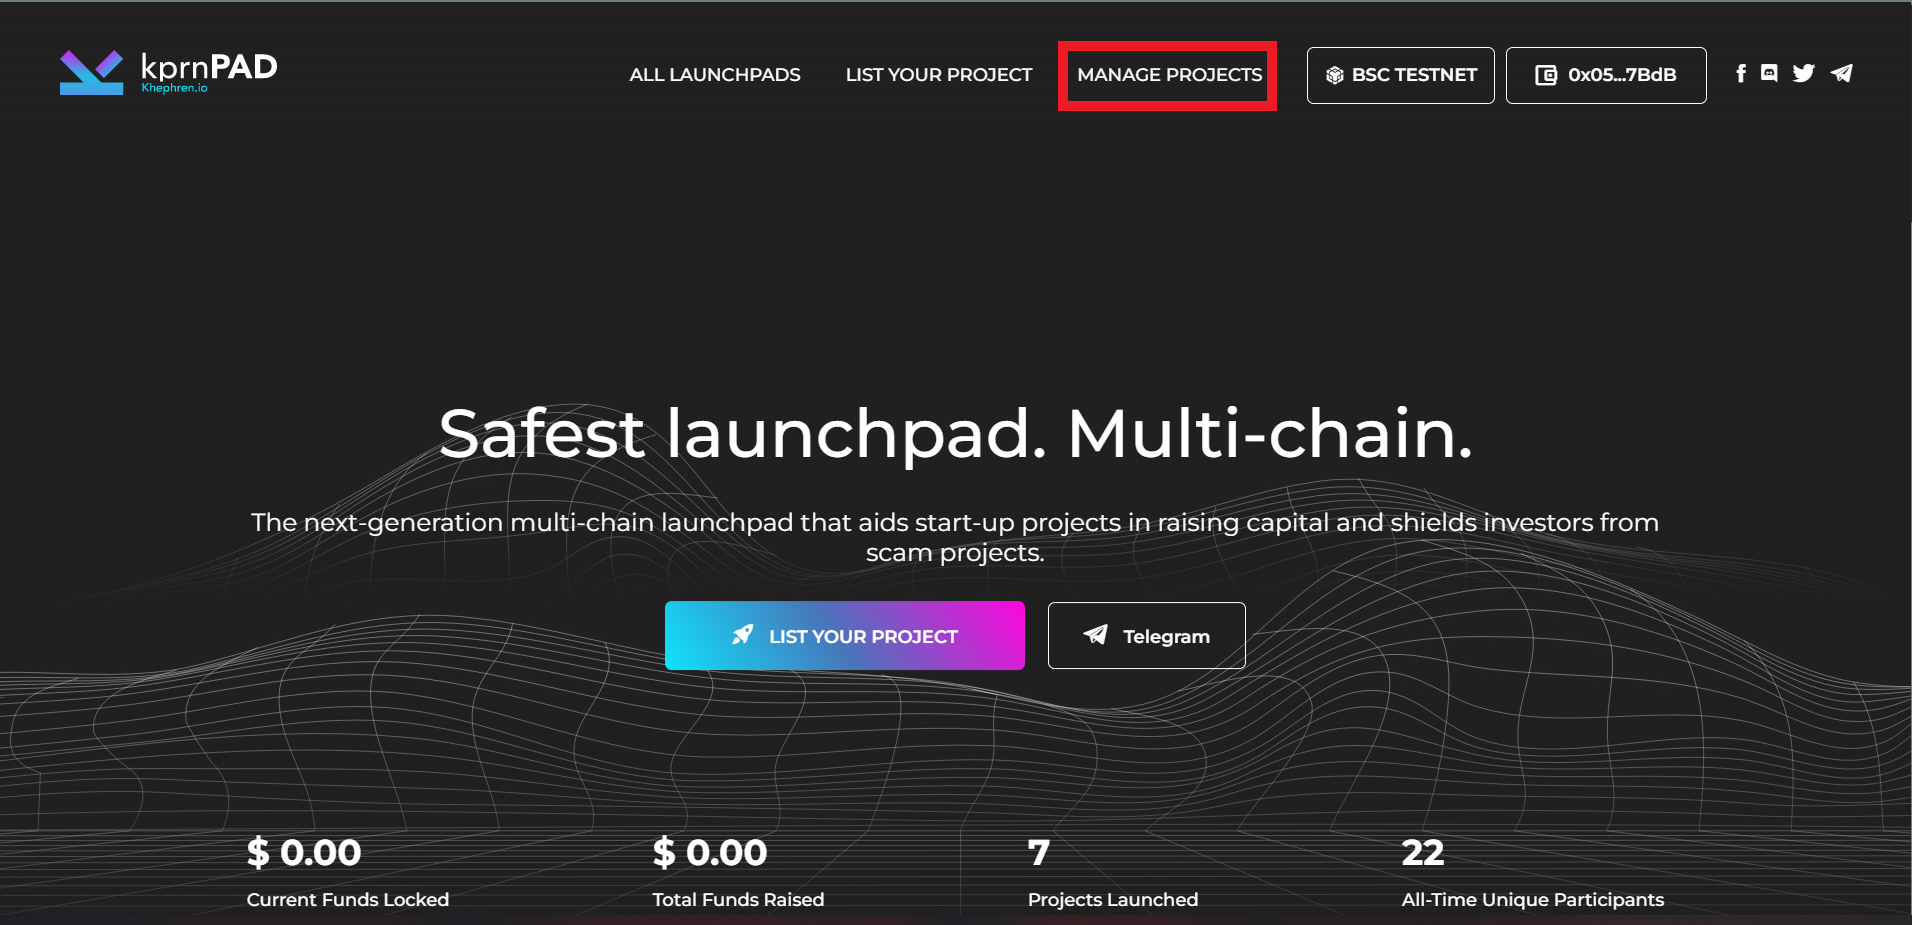 kprnPAD
Khephren.io
ALL LAUNCHPADS
LIST YOUR PROJECT
MANAGE PROJECTS
BSC TESTNET
0x05...7BdB
Safest launchpad. Multi-chain.
The next-generation multi-chain launchpad that aids start-up projects in raising capital and shields investors from
scam projects.
LIST YOUR PROJECT
Telegram
$ 0.00
Current Funds Locked
$ 0.00
Total Funds Raised
7
Projects Launched
22
All-Time Unique Participants